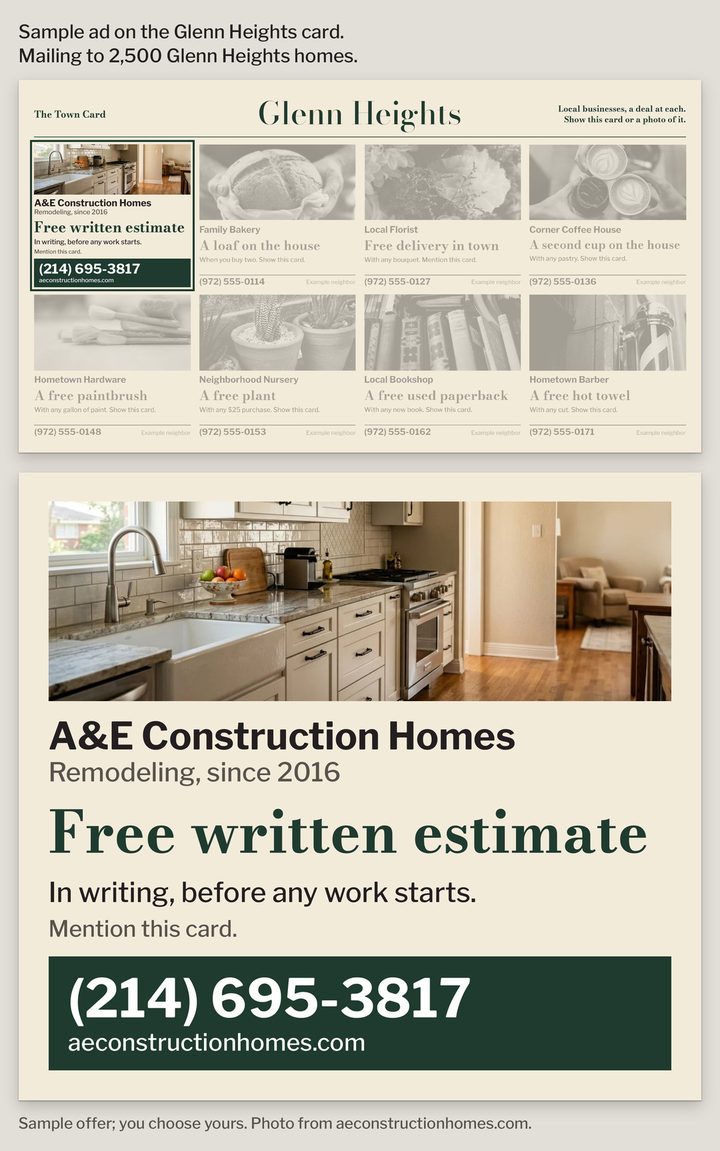 Sample ad on the Glenn Heights card.
Mailing to 2,500 Glenn Heights homes.
The Town Card
Glenn Heights
Local businesses, a deal at each.
Show this card or a photo of it.
A&E Construction Homes
Remodeling, since 2016
Free written estimate
In writing, before any work starts.
Mention this card.
(214) 695-3817
aeconstructionhomes.com
Family Bakery
A loaf on the house
When you buy two. Show this card.
(972) 555-0114
Example neighbor
Local Florist
Free delivery in town
With any bouquet. Mention this card.
(972) 555-0127
Example neighbor
Corner Coffee House
A second cup on the house
With any pastry. Show this card.
(972) 555-0136
Example neighbor
Hometown Hardware
A free paintbrush
With any gallon of paint. Show this card.
(972) 555-0148
Example neighbor
Neighborhood Nursery
A free plant
With any $25 purchase. Show this card.
(972) 555-0153
Example neighbor
Local Bookshop
A free used paperback
With any new book. Show this card.
(972) 555-0162
Example neighbor
Hometown Barber
A free hot towel
With any cut. Show this card.
(972) 555-0171
Example neighbor
A&E Construction Homes
Remodeling, since 2016
Free written estimate
In writing, before any work starts.
Mention this card.
(214) 695-3817
aeconstructionhomes.com
Sample offer; you choose yours. Photo from aeconstructionhomes.com.